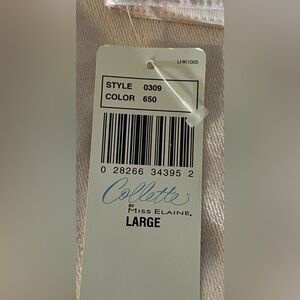 LHK1005
STYLE 0309
COLOR 650
0 28266 34395 2
Collette
BY
MISS ELAINE®
LARGE